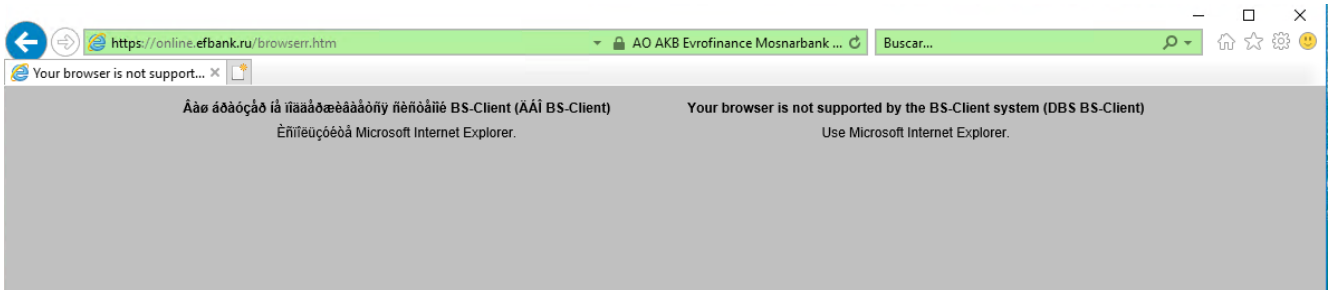 https://online.efbank.ru/browserr.htm
AO AKB Evrofinance Mosnarbank ...
Buscar...
Your browser is not support...
Âàø áðàóçåð íå ïîääåðæèâàåòñÿ ñèñòåìîé BS-Client (ÄÁÎ BS-Client)
Your browser is not supported by the BS-Client system (DBS BS-Client)
Èñïîëüçóéòå Microsoft Internet Explorer.
Use Microsoft Internet Explorer.